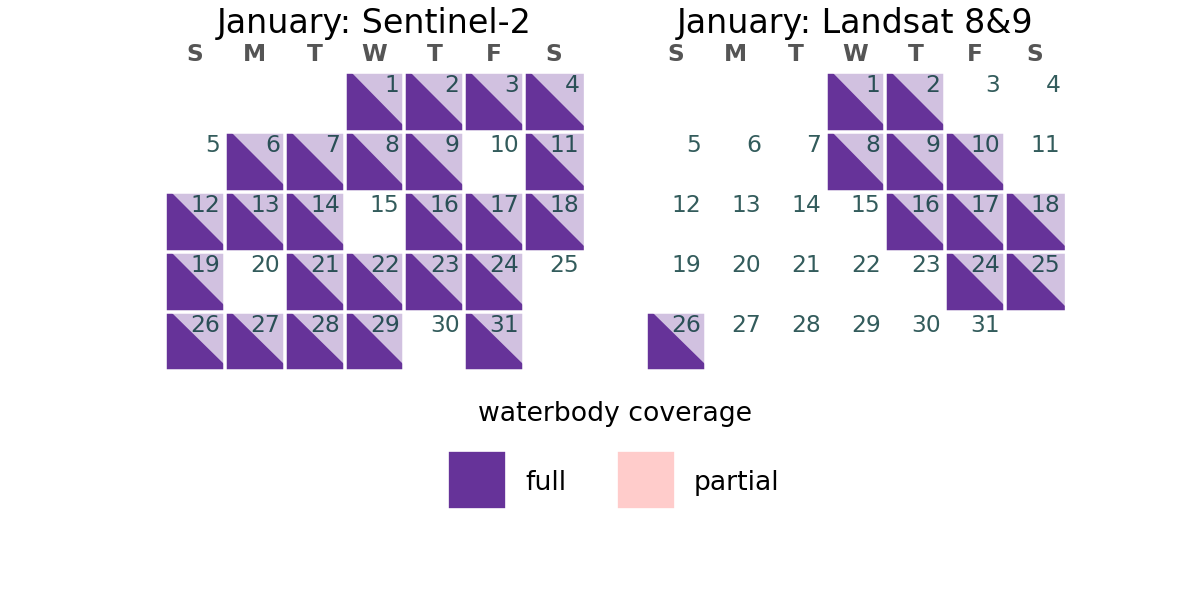 January: Sentinel-2
S M T W T F S
1 2 3 4
5 6 7 8 9 10 11
12 13 14 15 16 17 18
19 20 21 22 23 24 25
26 27 28 29 30 31
January: Landsat 8&9
S M T W T F S
1 2 3 4
5 6 7 8 9 10 11
12 13 14 15 16 17 18
19 20 21 22 23 24 25
26 27 28 29 30 31
waterbody coverage
full partial